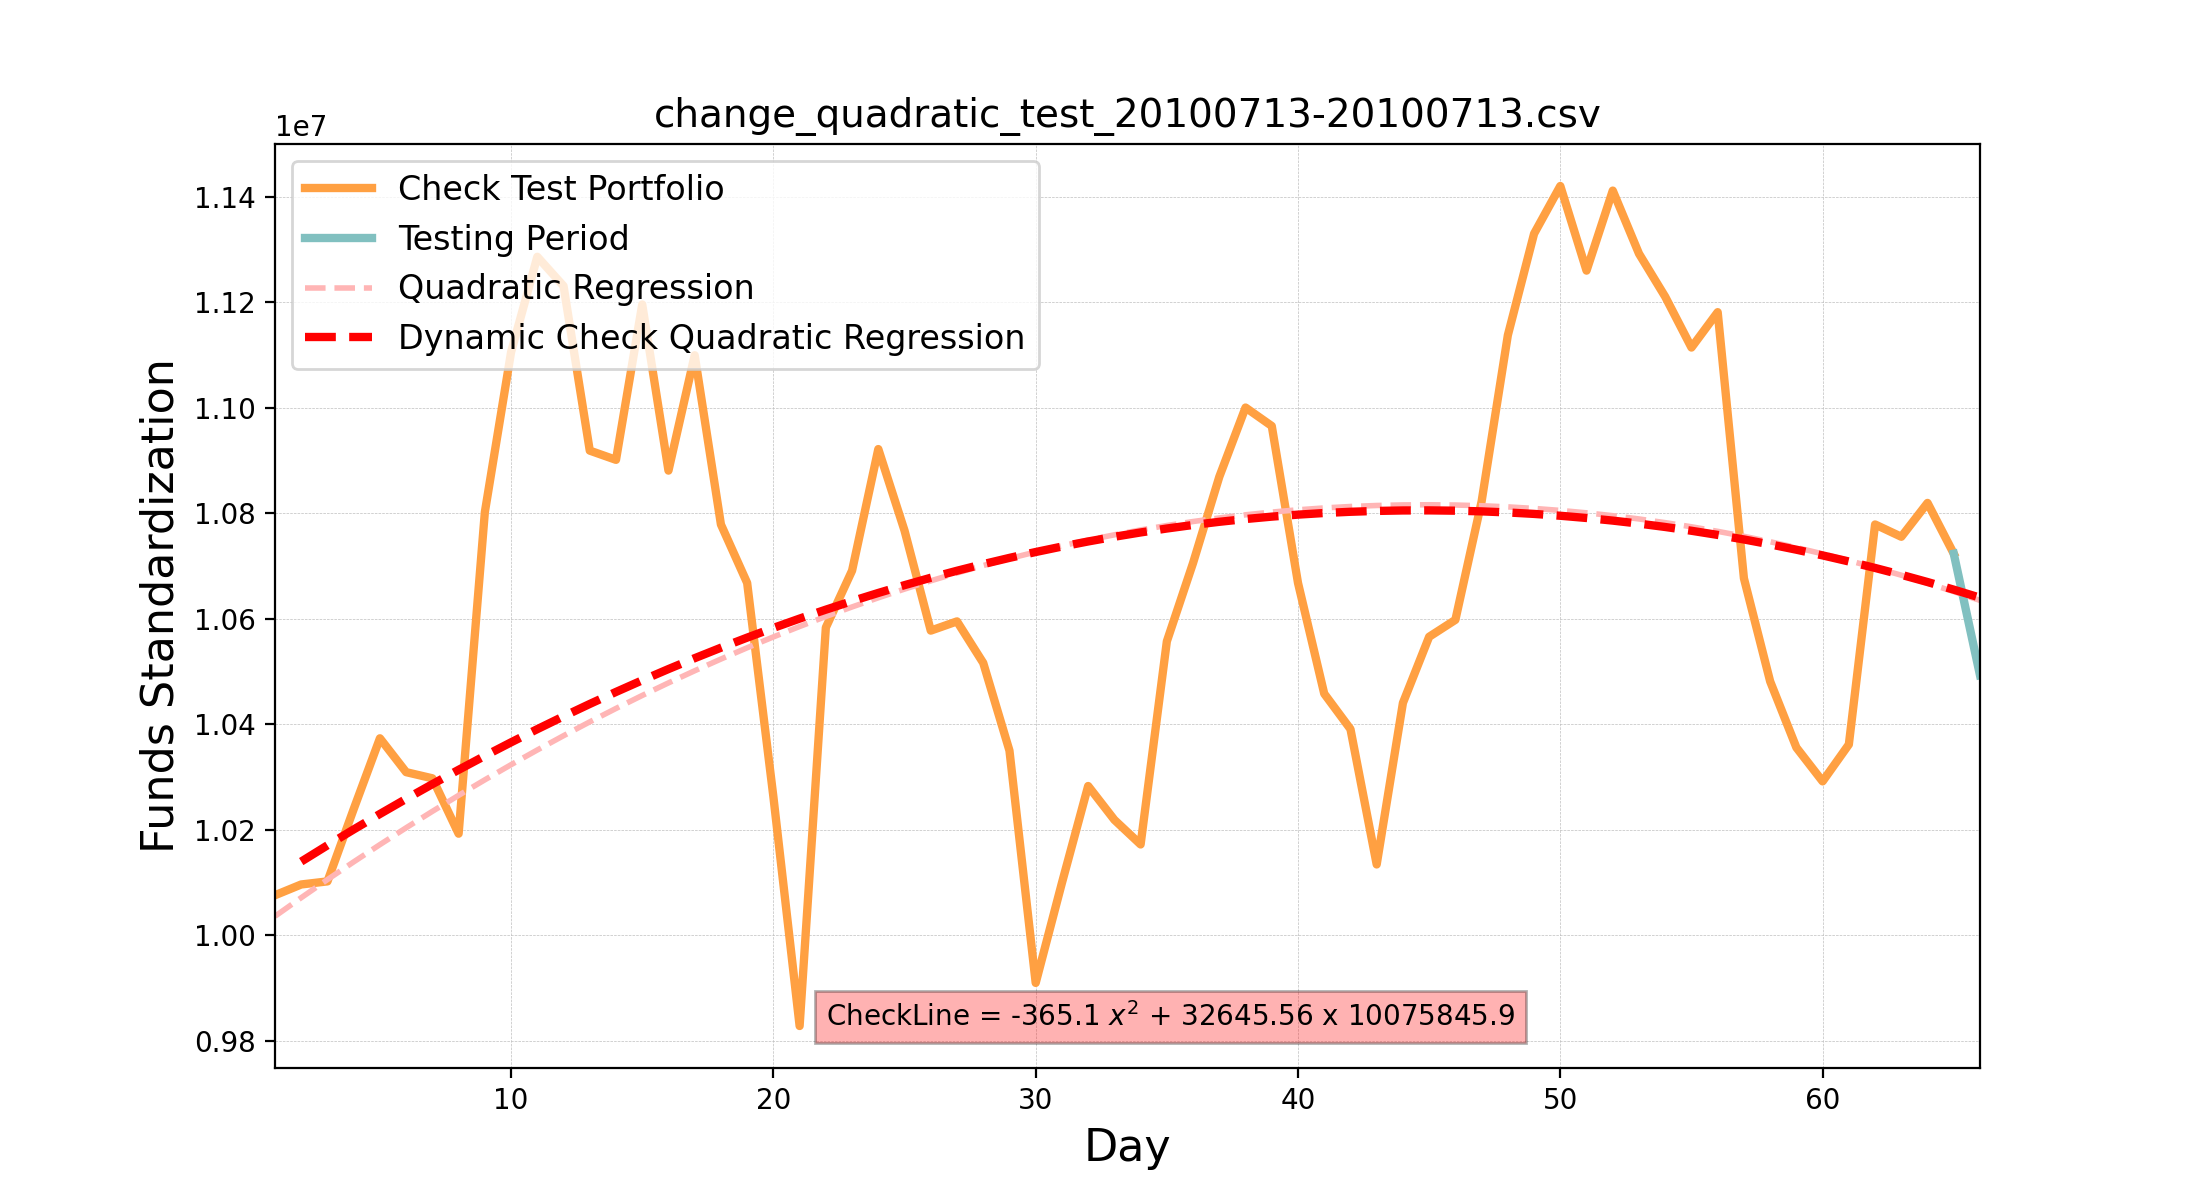 change_quadratic_test_20100713-20100713.csv
1e7
Check Test Portfolio
Testing Period
Quadratic Regression
Dynamic Check Quadratic Regression
1.14
1.12
1.10
1.08
1.06
1.04
1.02
1.00
0.98
Funds Standardization
CheckLine = -365.1 x² + 32645.56 x 10075845.9
10 20 30 40 50 60
Day